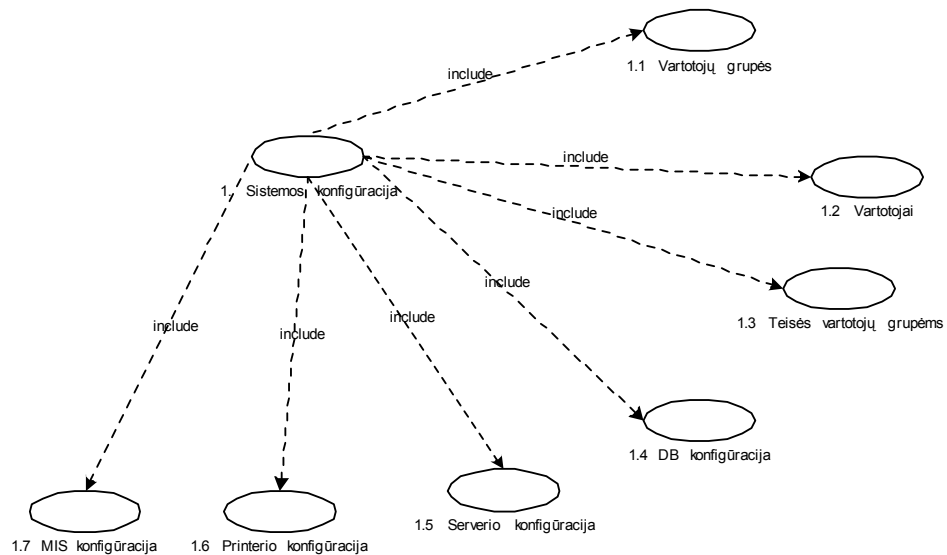 1.1 Vartotojų grupės
include
include
1. Sistemos konfigūracija
1.2 Vartotojai
include
include
1.3 Teisės vartotojų grupėms
include
include
include
1.4 DB konfigūracija
1.5 Serverio konfigūracija
1.7 MIS konfigūracija
1.6 Printerio konfigūracija